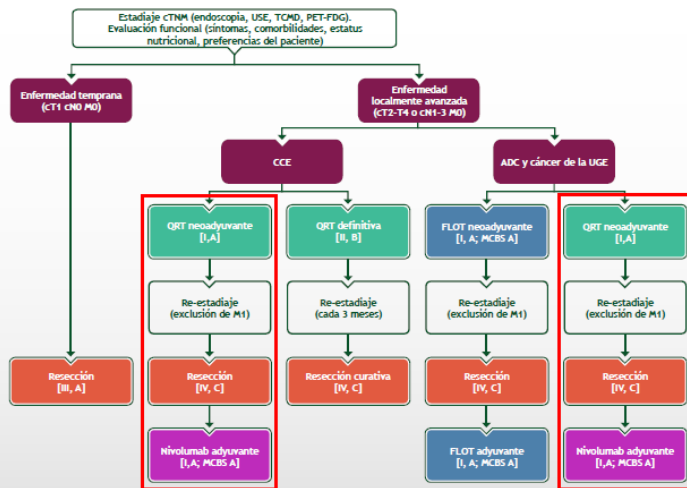 Estadiaje cTNM (endoscopia, USE, TCMD, PET-FDG).
Evaluación funcional (síntomas, comorbilidades, estatus
nutricional, preferencias del paciente)
Enfermedad temprana
(cT1 cN0 M0)
Enfermedad
localmente avanzada
(cT2-T4 o cN1-3 M0)
CCE
ADC y cáncer de la UGE
QRT neoadyuvante
[I,A]
QRT definitiva
[II, B]
FLOT neoadyuvante
[I, A; MCBS A]
QRT neoadyuvante
[I,A]
Re-estadiaje
(exclusión de M1)
Re-estadiaje
(cada 3 meses)
Re-estadiaje
(exclusión de M1)
Re-estadiaje
(exclusión de M1)
Resección
[III, A]
Resección
[IV, C]
Resección curativa
[IV, C]
Resección
[IV, C]
Resección
[IV, C]
Nivolumab adyuvante
[I,A; MCBS A]
FLOT adyuvante
[I, A; MCBS A]
Nivolumab adyuvante
[I,A; MCBS A]